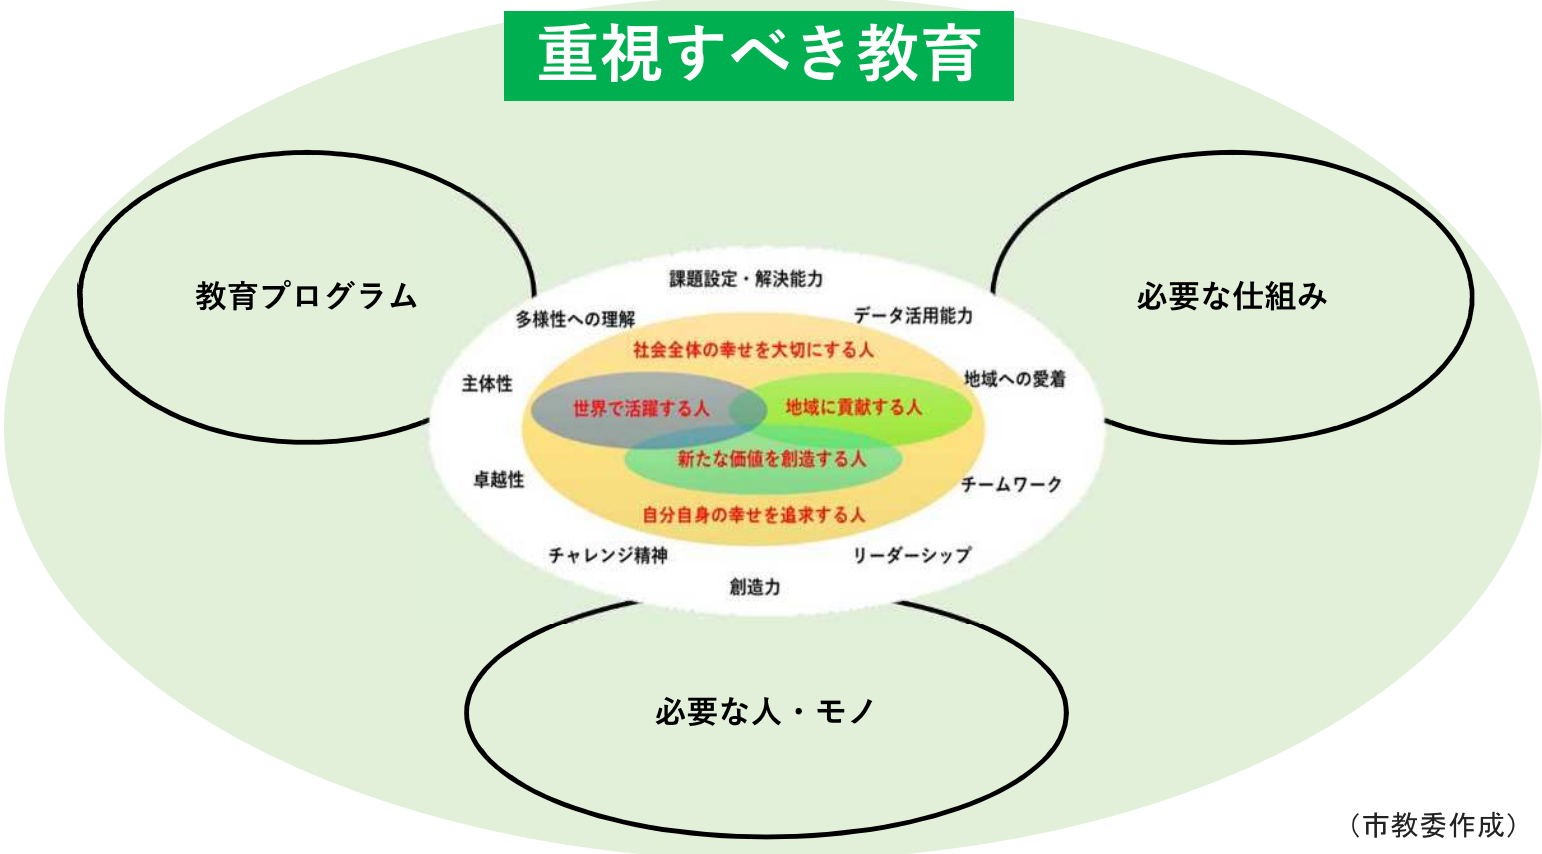 重視すべき教育
教育プログラム
必要な仕組み
課題設定・解決能力
多様性への理解
データ活用能力
社会全体の幸せを大切にする人
主体性
地域への愛着
世界で活躍する人
地域に貢献する人
新たな価値を創造する人
卓越性
チームワーク
自分自身の幸せを追求する人
チャレンジ精神
リーダーシップ
創造力
必要な人・モノ
（市教委作成）